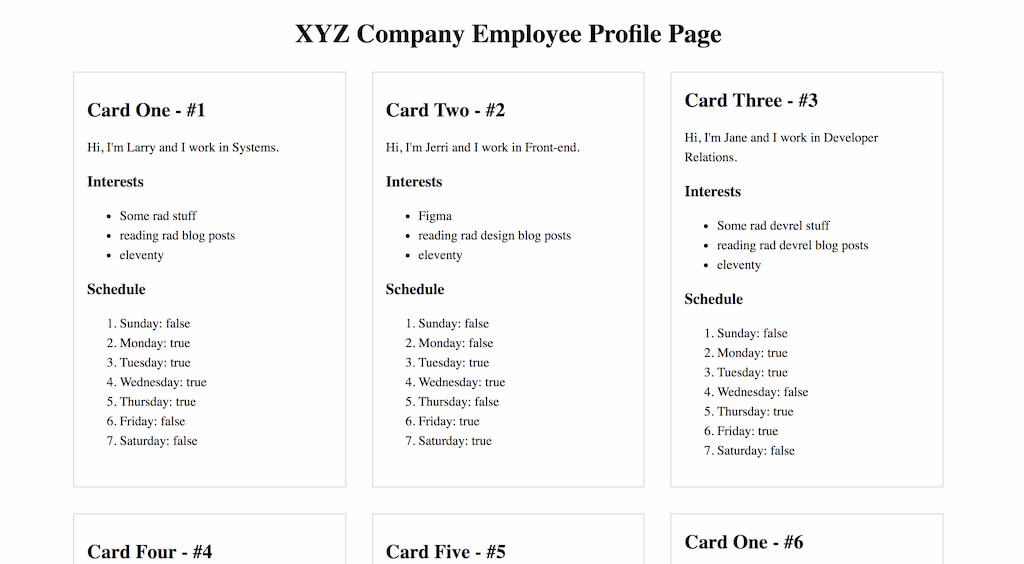 XYZ Company Employee Profile Page
Card One - #1
Hi, I'm Larry and I work in Systems.
Interests
• Some rad stuff
• reading rad blog posts
• eleventy
Schedule
1. Sunday: false
2. Monday: true
3. Tuesday: true
4. Wednesday: true
5. Thursday: true
6. Friday: false
7. Saturday: false
Card Two - #2
Hi, I'm Jerri and I work in Front-end.
Interests
• Figma
• reading rad design blog posts
• eleventy
Schedule
1. Sunday: false
2. Monday: false
3. Tuesday: true
4. Wednesday: true
5. Thursday: false
6. Friday: true
7. Saturday: true
Card Three - #3
Hi, I'm Jane and I work in Developer
Relations.
Interests
• Some rad devrel stuff
• reading rad devrel blog posts
• eleventy
Schedule
1. Sunday: false
2. Monday: true
3. Tuesday: true
4. Wednesday: false
5. Thursday: true
6. Friday: true
7. Saturday: false
Card Four - #4
Card Five - #5
Card One - #6